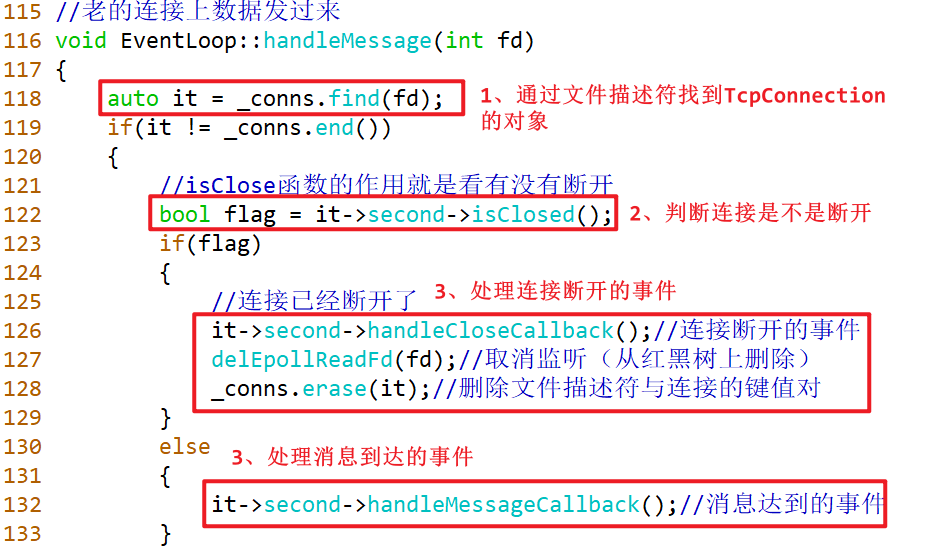 115 //老的连接上数据发过来
116 void EventLoop::handleMessage(int fd)
117 {
118 auto it = _conns.find(fd); 1、通过文件描述符找到TcpConnection
的对象
119 if(it != _conns.end())
120 {
121 //isClose函数的作用就是看有没有断开
122 bool flag = it->second->isClosed(); 2、判断连接是不是断开
123 if(flag)
124 {
125 //连接已经断开了 3、处理连接断开的事件
126 it->second->handleCloseCallback();//连接断开的事件
127 delEpollReadFd(fd);//取消监听（从红黑树上删除）
128 _conns.erase(it);//删除文件描述符与连接的键值对
129 }
130 else 3、处理消息到达的事件
131 {
132 it->second->handleMessageCallback();//消息达到的事件
133 }